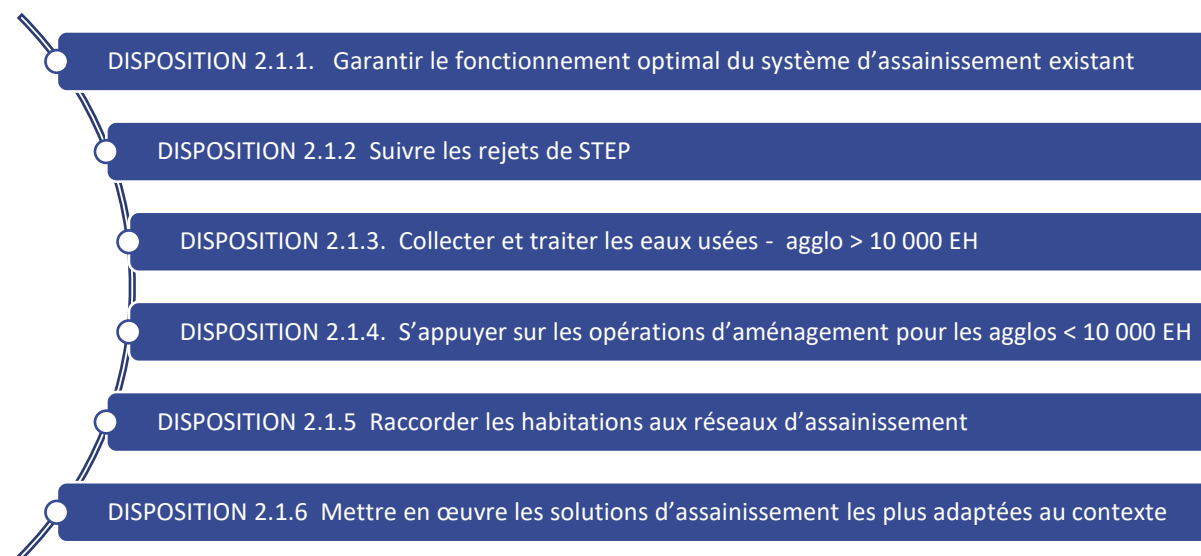 DISPOSITION 2.1.1.   Garantir le fonctionnement optimal du système d’assainissement existant
DISPOSITION 2.1.2  Suivre les rejets de STEP
DISPOSITION 2.1.3.  Collecter et traiter les eaux usées -  agglo > 10 000 EH
DISPOSITION 2.1.4.  S’appuyer sur les opérations d’aménagement pour les agglos < 10 000 EH
DISPOSITION 2.1.5  Raccorder les habitations aux réseaux d’assainissement
DISPOSITION 2.1.6  Mettre en œuvre les solutions d’assainissement les plus adaptées au contexte